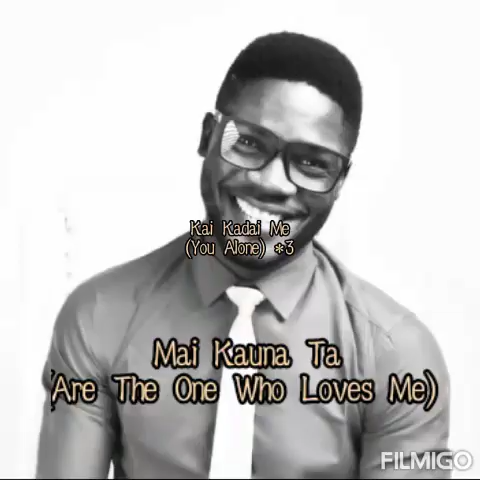 Kai Kadai Me
(You Alone) *3
Mai Kauna Ta
(Are The One Who Loves Me)
FILMIGO